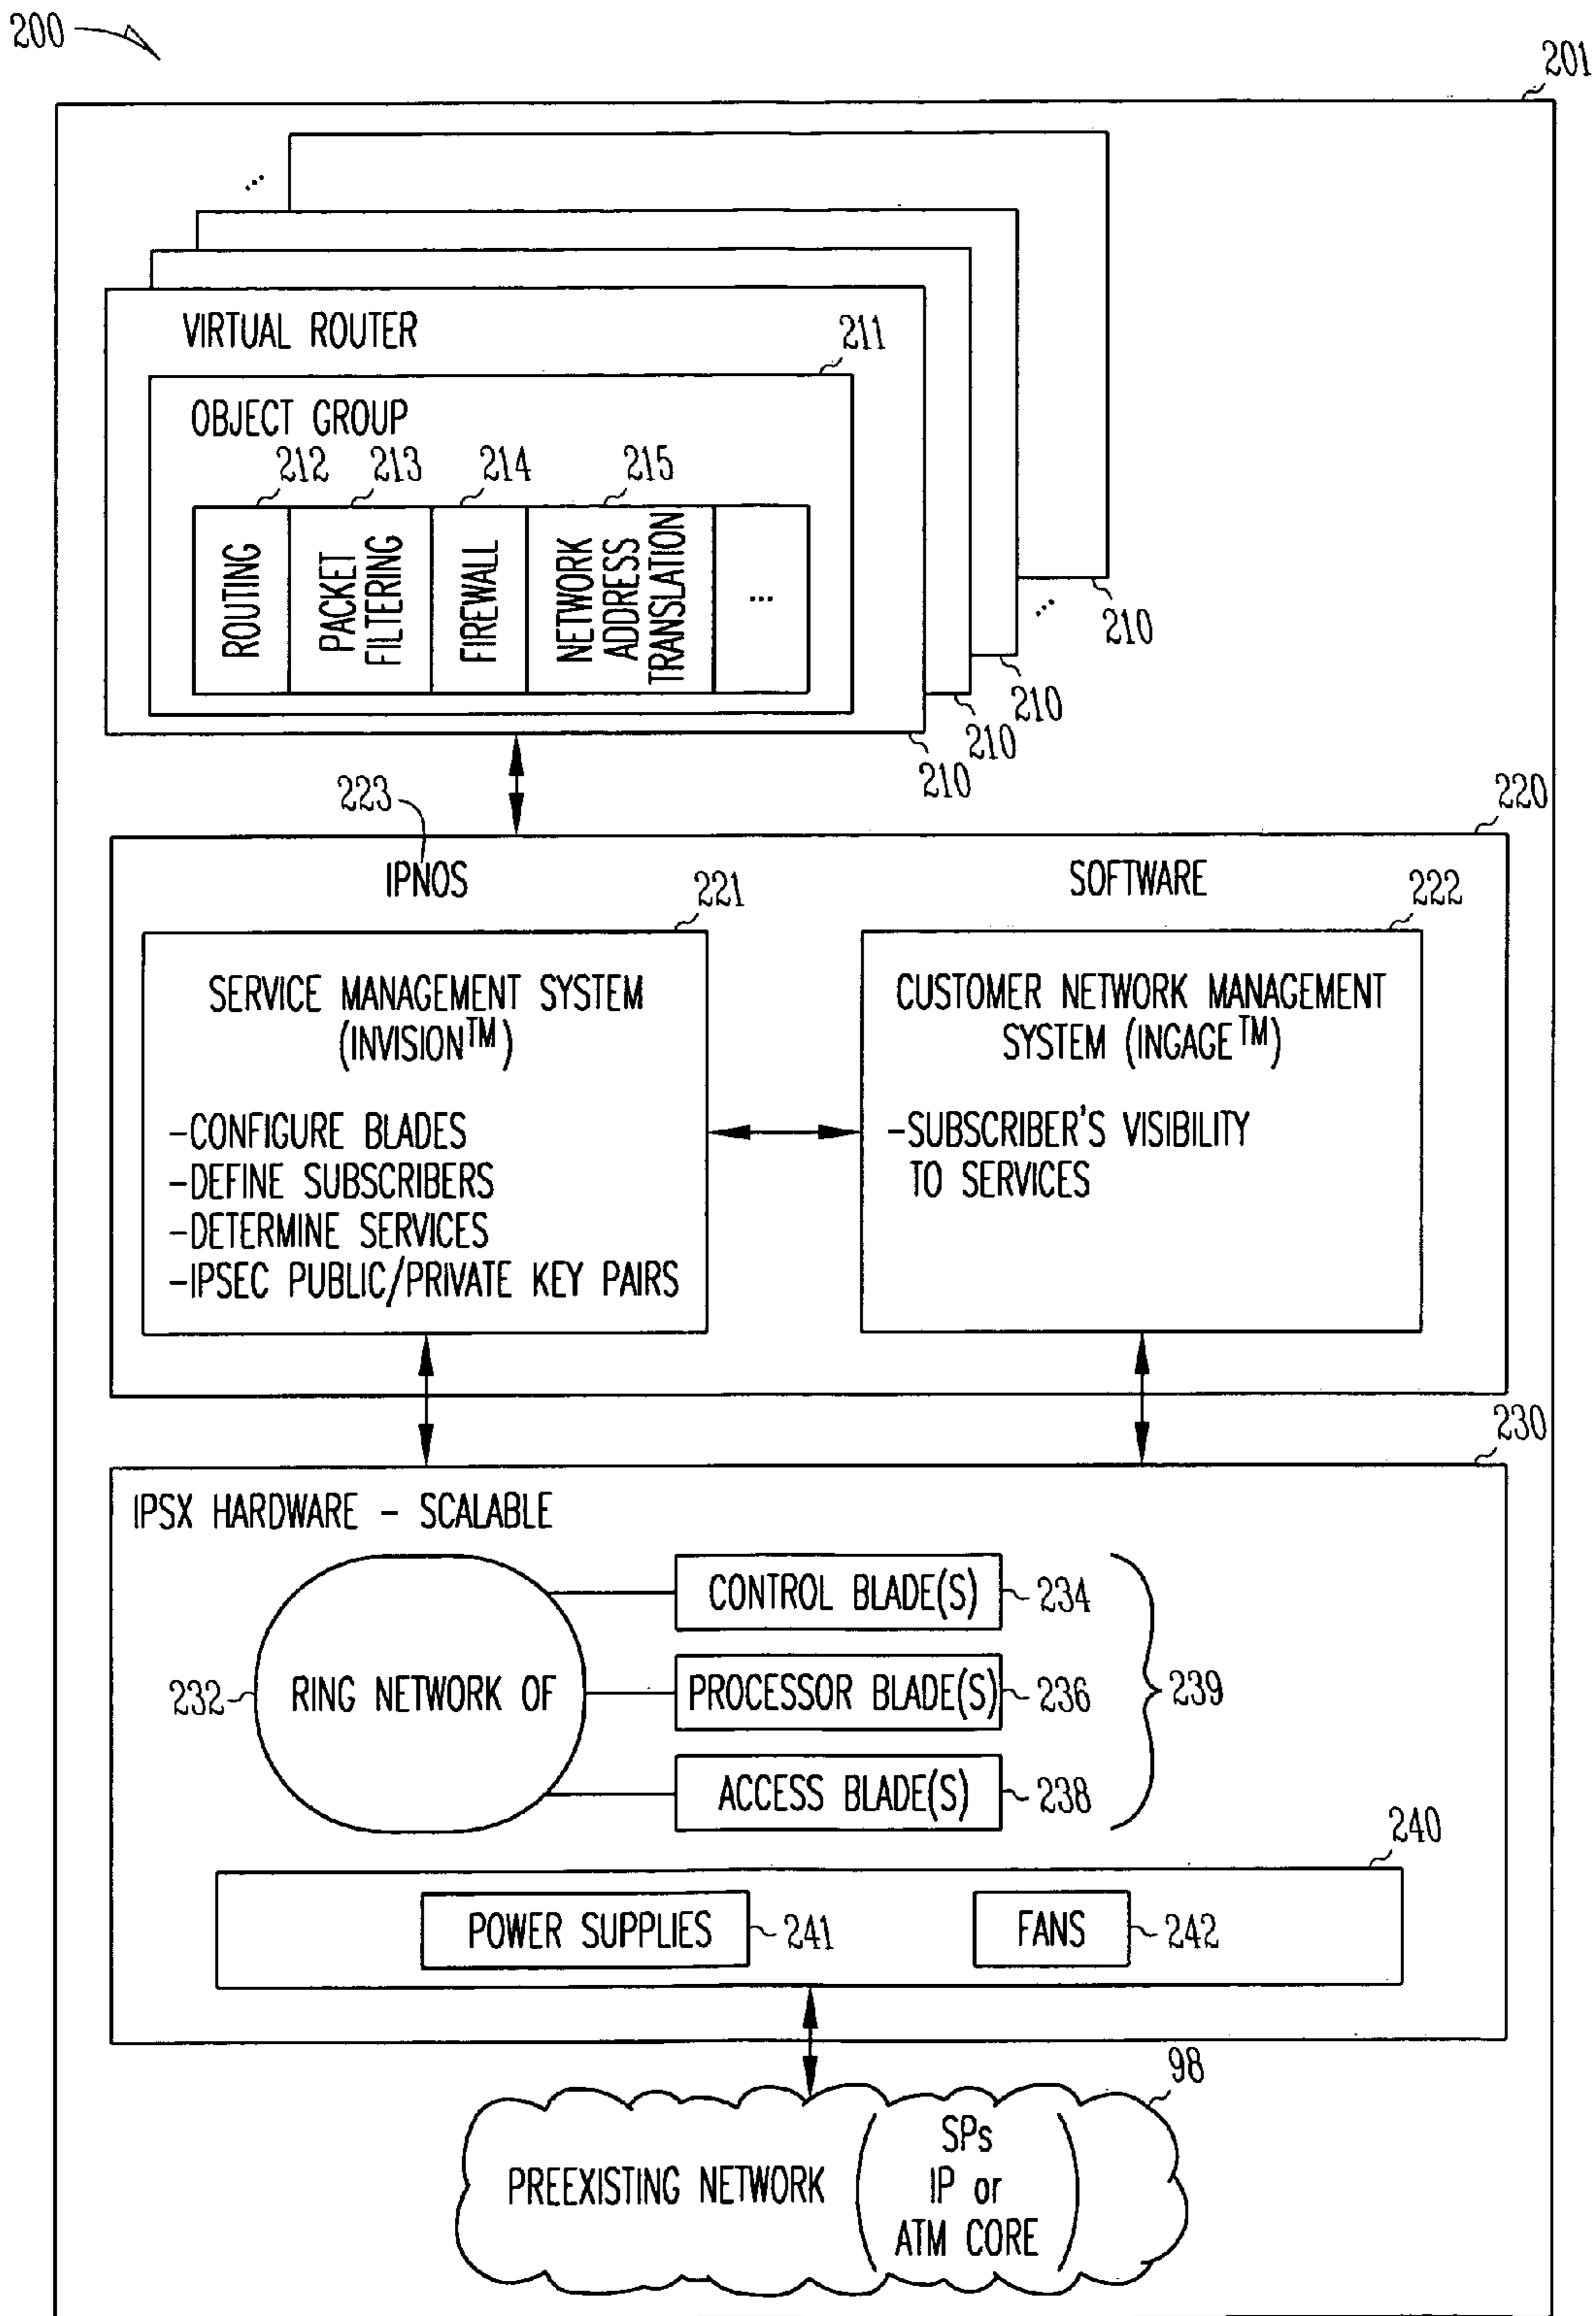 200
201
...
VIRTUAL ROUTER
211
OBJECT GROUP
212
213
214
215
ROUTING
PACKET
FILTERING
FIREWALL
NETWORK
ADDRESS
TRANSLATION
...
...
210
210
210
210
223
220
IPNOS
SOFTWARE
221
222
SERVICE MANAGEMENT SYSTEM
(INVISION™)
-CONFIGURE BLADES
-DEFINE SUBSCRIBERS
-DETERMINE SERVICES
-IPSEC PUBLIC/PRIVATE KEY PAIRS
CUSTOMER NETWORK MANAGEMENT
SYSTEM (INGAGE™)
-SUBSCRIBER'S VISIBILITY
TO SERVICES
230
IPSX HARDWARE - SCALABLE
232
RING NETWORK OF
CONTROL BLADE(S)
234
PROCESSOR BLADE(S)
236
ACCESS BLADE(S)
238
239
240
POWER SUPPLIES
241
FANS
242
98
PREEXISTING NETWORK
SPs
IP or
ATM CORE